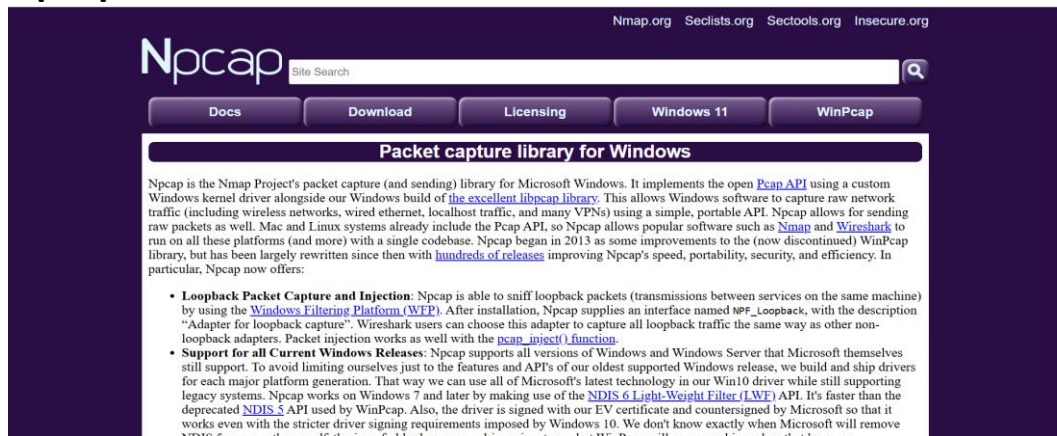 Nmap.org Seclists.org Sectools.org Insecure.org
Npcap
Site Search
Docs Download Licensing Windows 11 WinPcap
Packet capture library for Windows
Npcap is the Nmap Project's packet capture (and sending) library for Microsoft Windows. It implements the open Pcap API using a custom
Windows kernel driver alongside our Windows build of the excellent libpcap library. This allows Windows software to capture raw network
traffic (including wireless networks, wired ethernet, localhost traffic, and many VPNs) using a simple, portable API. Npcap allows for sending
raw packets as well. Mac and Linux systems already include the Pcap API, so Npcap allows popular software such as Nmap and Wireshark to
run on all these platforms (and more) with a single codebase. Npcap began in 2013 as some improvements to the (now discontinued) WinPcap
library, but has been largely rewritten since then with hundreds of releases improving Npcap's speed, portability, security, and efficiency. In
particular, Npcap now offers:
• Loopback Packet Capture and Injection: Npcap is able to sniff loopback packets (transmissions between services on the same machine)
by using the Windows Filtering Platform (WFP). After installation, Npcap supplies an interface named NPF_Loopback, with the description
“Adapter for loopback capture”. Wireshark users can choose this adapter to capture all loopback traffic the same way as other non-
loopback adapters. Packet injection works as well with the pcap_inject() function.
• Support for all Current Windows Releases: Npcap supports all versions of Windows and Windows Server that Microsoft themselves
still support. To avoid limiting ourselves just to the features and API's of our oldest supported Windows release, we build and ship drivers
for each major platform generation. That way we can use all of Microsoft's latest technology in our Win10 driver while still supporting
legacy systems. Npcap works on Windows 7 and later by making use of the NDIS 6 Light-Weight Filter (LWF) API. It's faster than the
deprecated NDIS 5 API used by WinPcap. Also, the driver is signed with our EV certificate and countersigned by Microsoft so that it
works even with the stricter driver signing requirements imposed by Windows 10. We don't know exactly when Microsoft will remove